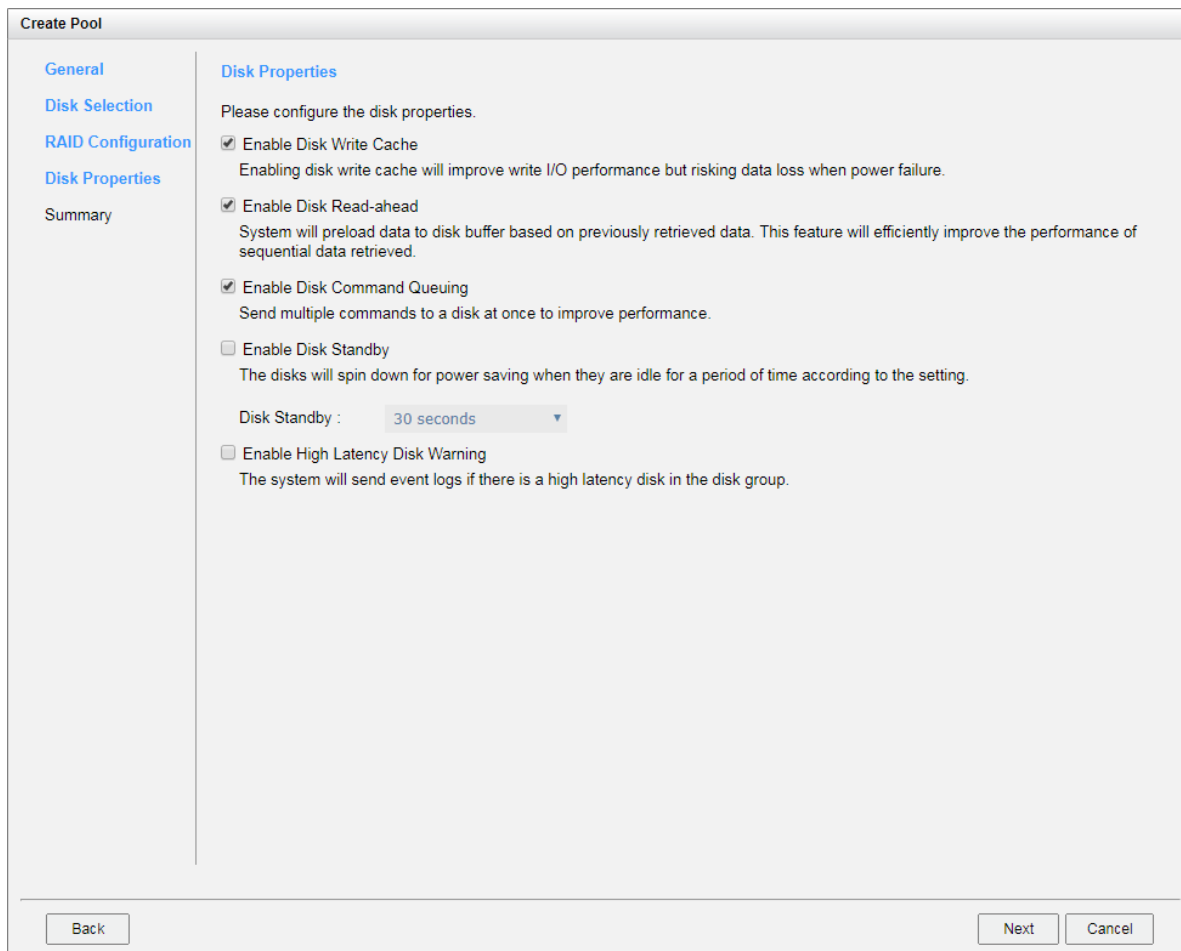 Create Pool
General
Disk Selection
RAID Configuration
Disk Properties
Summary
Disk Properties
Please configure the disk properties.
Enable Disk Write Cache
Enabling disk write cache will improve write I/O performance but risking data loss when power failure.
Enable Disk Read-ahead
System will preload data to disk buffer based on previously retrieved data. This feature will efficiently improve the performance of
sequential data retrieved.
Enable Disk Command Queuing
Send multiple commands to a disk at once to improve performance.
Enable Disk Standby
The disks will spin down for power saving when they are idle for a period of time according to the setting.
Disk Standby : 30 seconds
Enable High Latency Disk Warning
The system will send event logs if there is a high latency disk in the disk group.
Back Next Cancel